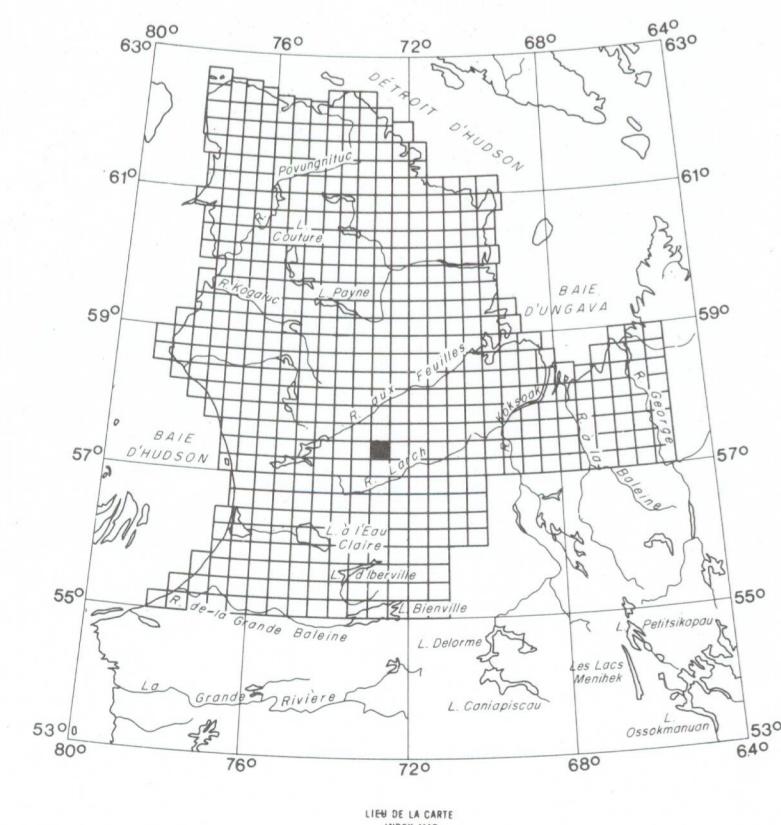 80° 76° 72° 68° 64°
63° 63°
DÉTROIT D'HUDSON
61° 61°
R. Povungnituc
L. Couture
R. Kogaluc
L. Payne
BAIE
D'UNGAVA
59° 59°
R. aux Feuilles
Koksoak
R. à la Baleine
R. George
BAIE
D'HUDSON
57° 57°
R. Larch
L. à l'Eau
Claire
L. d'Iberville
55° 55°
R. de-la Grande Baleine
L. Bienville
L. Delorme
Petitsikapau
Les Lacs
Menihek
La Grande Rivière
L. Caniapiscau
L.
Ossokmanuan
53° 53°
80° 76° 72° 68° 64°
LIEU DE LA CARTE